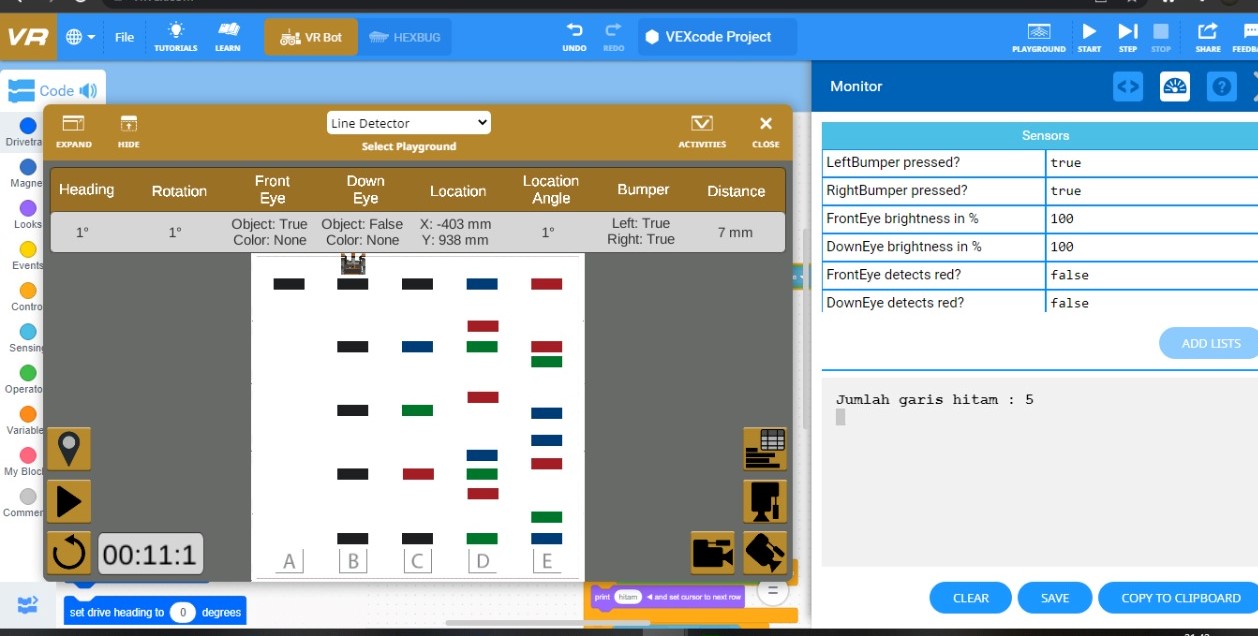 VR
File
TUTORIALS
LEARN
VR Bot
HEXBUG
UNDO
REDO
VEXcode Project
PLAYGROUND
START
STEP
STOP
SHARE
FEEDBA
Code
Monitor
Drivetra
Magne
Looks
Events
Contro
Sensin
Operato
Variable
My Bloc
Commen
EXPAND
HIDE
Line Detector
Select Playground
ACTIVITIES
CLOSE
Heading Rotation Front Eye Down Eye Location Location Angle Bumper Distance
1° 1° Object: True Object: False X: -403 mm 1° Left: True 7 mm
Color: None Color: None Y: 938 mm Right: True
A B C D E
00:11:1
set drive heading to 0 degrees
print hitam and set cursor to next row
Sensors
LeftBumper pressed? true
RightBumper pressed? true
FrontEye brightness in % 100
DownEye brightness in % 100
FrontEye detects red? false
DownEye detects red? false
ADD LISTS
Jumlah garis hitam : 5
CLEAR
SAVE
COPY TO CLIPBOARD